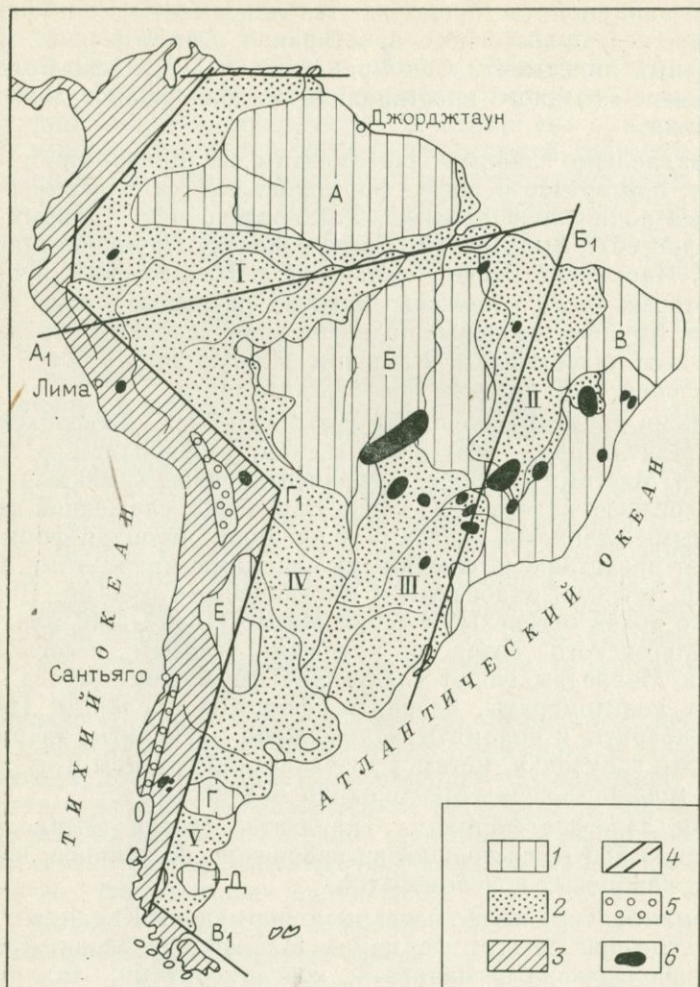 Джорджтаун
А
Б₁
I
А₁
Лима
Б
В
II
Г₁
IV
III
Е
Сантьяго
ТИХИЙ ОКЕАН
АТЛАНТИЧЕСКИЙ ОКЕАН
Г
V
Д
В₁
1
4
2
5
3
6